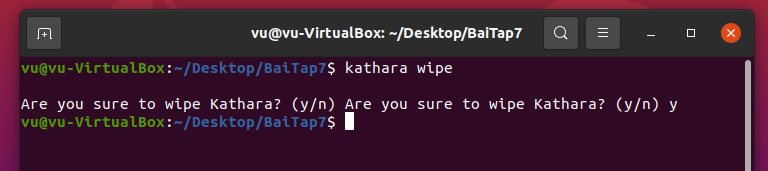 vu@vu-VirtualBox: ~/Desktop/BaiTap7
vu@vu-VirtualBox:~/Desktop/BaiTap7$ kathara wipe
Are you sure to wipe Kathara? (y/n) Are you sure to wipe Kathara? (y/n) y
vu@vu-VirtualBox:~/Desktop/BaiTap7$